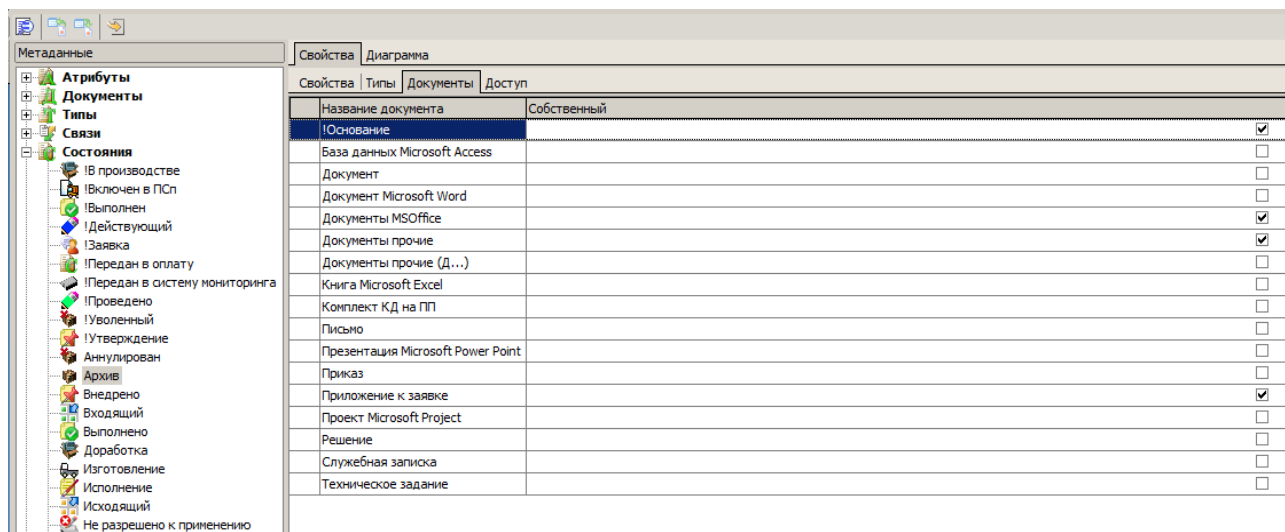 Метаданные
Атрибуты
Документы
Типы
Связи
Состояния
!В производстве
!Включен в ПСп
!Выполнен
!Действующий
!Заявка
!Передан в оплату
!Передан в систему мониторинга
!Проведено
!Уволенный
!Утверждение
Аннулирован
Архив
Внедрено
Входящий
Выполнено
Доработка
Изготовление
Исполнение
Исходящий
Не разрешено к применению
Свойства Диаграмма
Свойства Типы Документы Доступ
Название документа Собственный
!Основание
База данных Microsoft Access
Документ
Документ Microsoft Word
Документы MSOffice
Документы прочие
Документы прочие (Д...)
Книга Microsoft Excel
Комплект КД на ПП
Письмо
Презентация Microsoft Power Point
Приказ
Приложение к заявке
Проект Microsoft Project
Решение
Служебная записка
Техническое задание